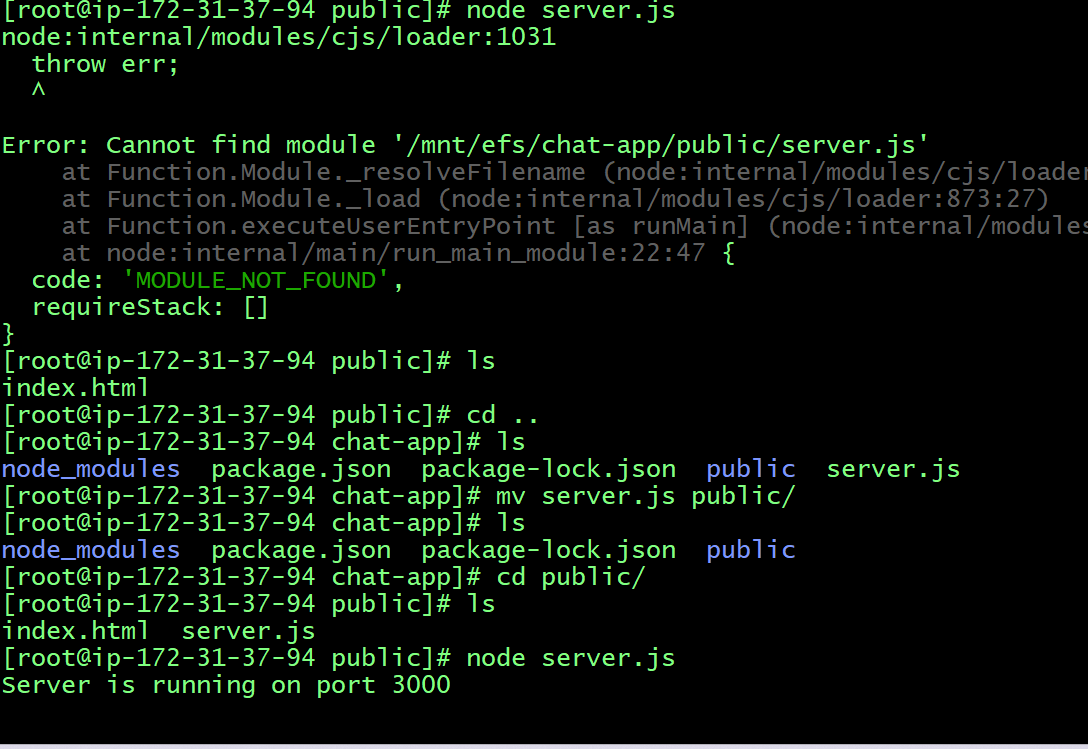 [root@ip-172-31-37-94 public]# node server.js
node:internal/modules/cjs/loader:1031
  throw err;
  ^

Error: Cannot find module '/mnt/efs/chat-app/public/server.js'
    at Function.Module._resolveFilename (node:internal/modules/cjs/loader
    at Function.Module._load (node:internal/modules/cjs/loader:873:27)
    at Function.executeUserEntryPoint [as runMain] (node:internal/modules
    at node:internal/main/run_main_module:22:47 {
  code: 'MODULE_NOT_FOUND',
  requireStack: []
}
[root@ip-172-31-37-94 public]# ls
index.html
[root@ip-172-31-37-94 public]# cd ..
[root@ip-172-31-37-94 chat-app]# ls
node_modules  package.json  package-lock.json  public  server.js
[root@ip-172-31-37-94 chat-app]# mv server.js public/
[root@ip-172-31-37-94 chat-app]# ls
node_modules  package.json  package-lock.json  public
[root@ip-172-31-37-94 chat-app]# cd public/
[root@ip-172-31-37-94 public]# ls
index.html  server.js
[root@ip-172-31-37-94 public]# node server.js
Server is running on port 3000